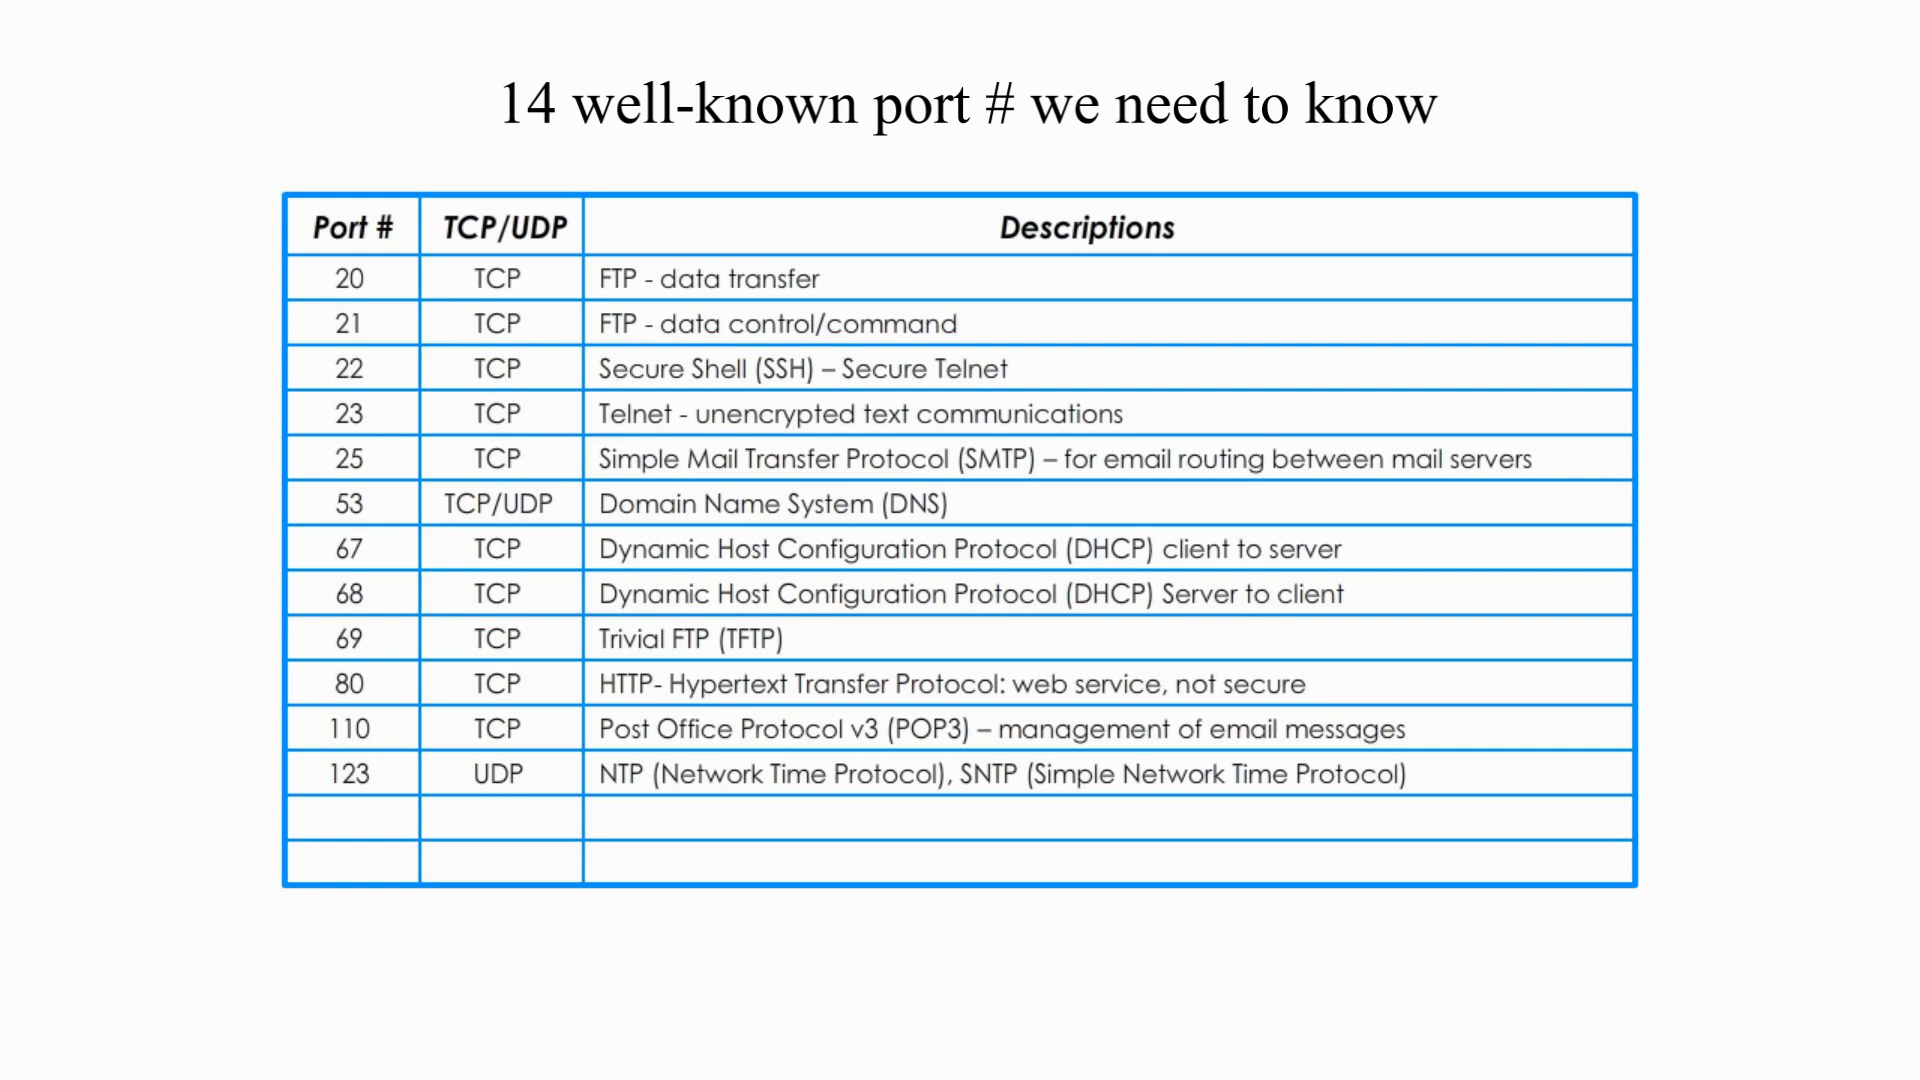 14 well-known port # we need to know
Port # TCP/UDP Descriptions
20 TCP FTP - data transfer
21 TCP FTP - data control/command
22 TCP Secure Shell (SSH) – Secure Telnet
23 TCP Telnet - unencrypted text communications
25 TCP Simple Mail Transfer Protocol (SMTP) – for email routing between mail servers
53 TCP/UDP Domain Name System (DNS)
67 TCP Dynamic Host Configuration Protocol (DHCP) client to server
68 TCP Dynamic Host Configuration Protocol (DHCP) Server to client
69 TCP Trivial FTP (TFTP)
80 TCP HTTP- Hypertext Transfer Protocol: web service, not secure
110 TCP Post Office Protocol v3 (POP3) – management of email messages
123 UDP NTP (Network Time Protocol), SNTP (Simple Network Time Protocol)